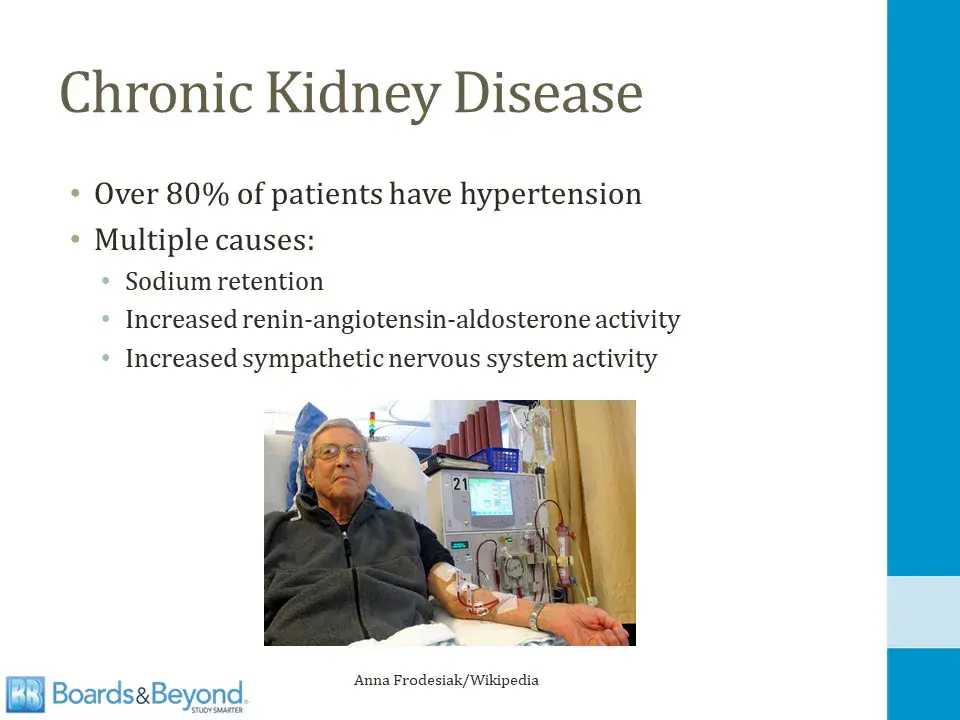 Chronic Kidney Disease
• Over 80% of patients have hypertension
• Multiple causes:
• Sodium retention
• Increased renin-angiotensin-aldosterone activity
• Increased sympathetic nervous system activity
21
Anna Frodesiak/Wikipedia
BB Boards&Beyond
STUDY SMARTER